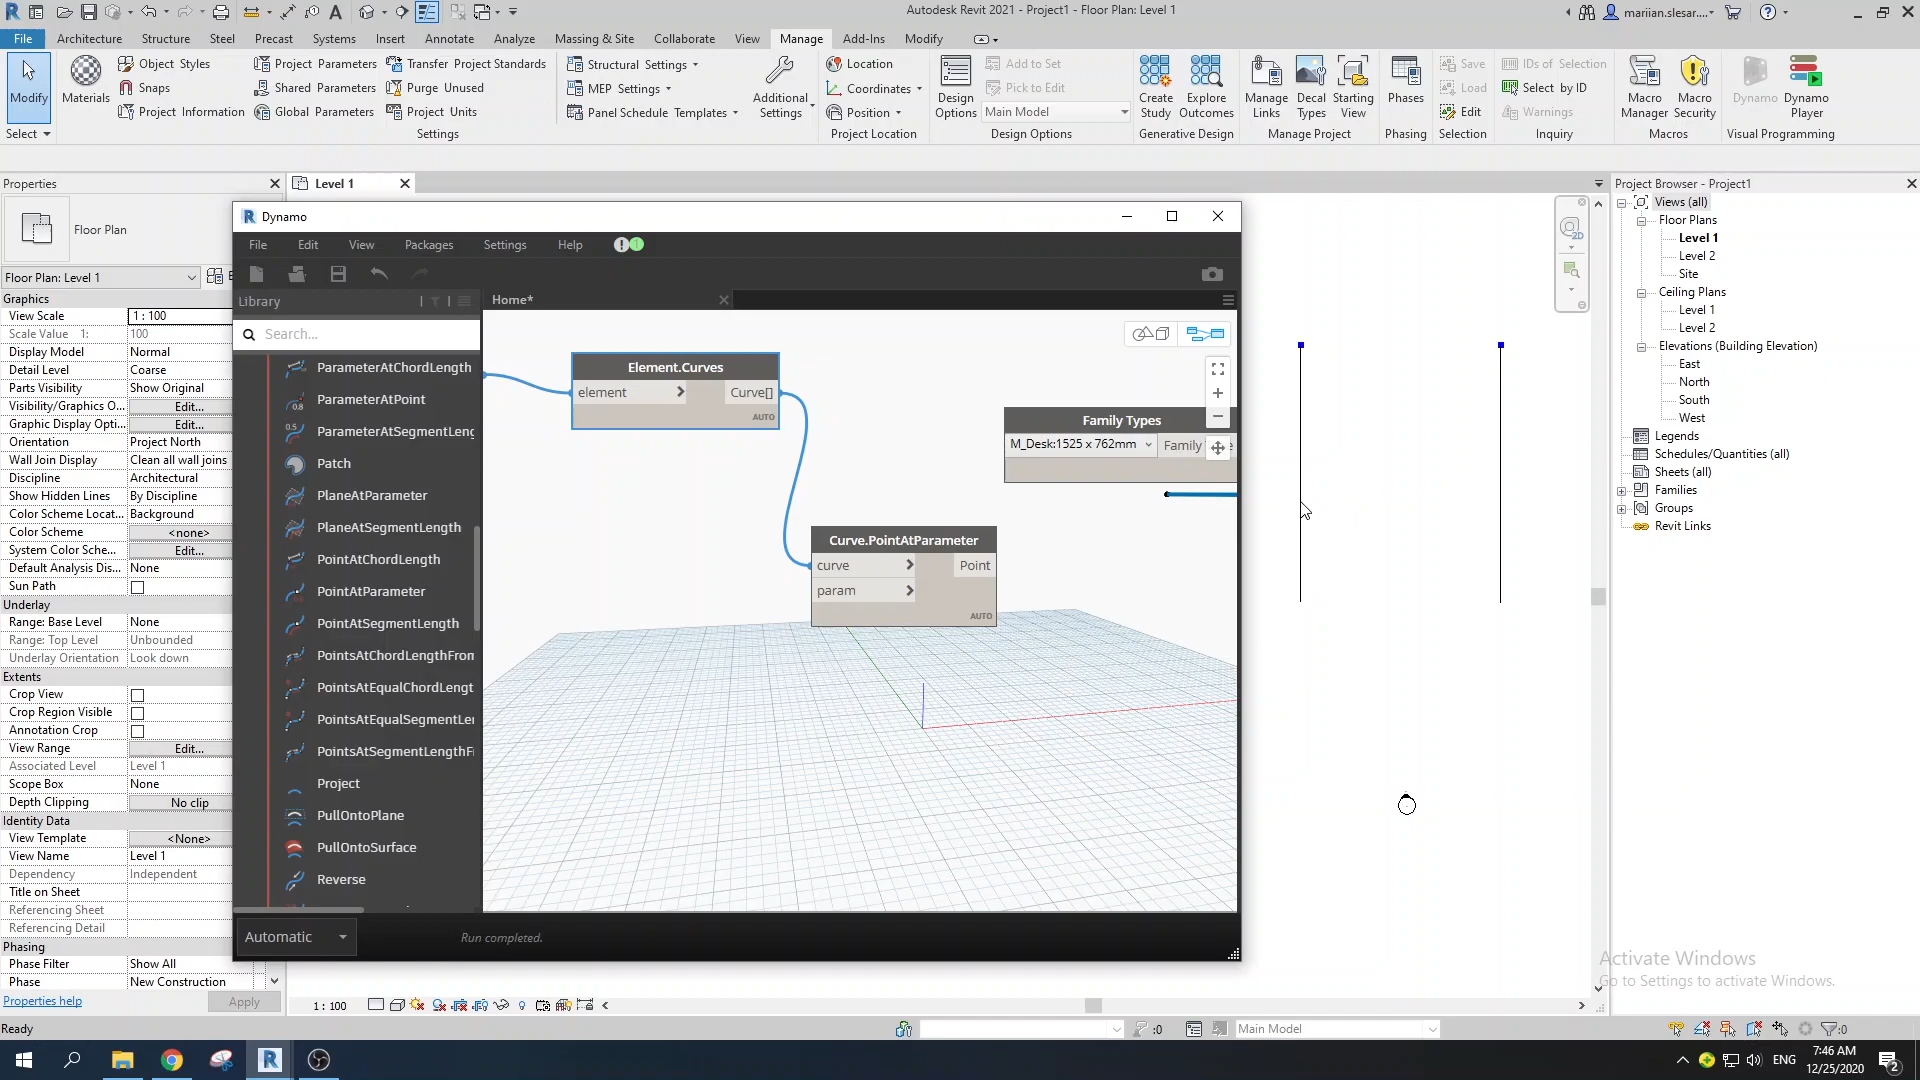 Autodesk Revit 2021 - Project1 - Floor Plan: Level 1
mariian.slesar....
File Architecture Structure Steel Precast Systems Insert Annotate Analyze Massing & Site Collaborate View Manage Add-Ins Modify
Modify
Materials
Object Styles
Snaps
Project Information
Project Parameters
Shared Parameters
Global Parameters
Transfer Project Standards
Purge Unused
Project Units
Structural Settings
MEP Settings
Panel Schedule Templates
Additional
Settings
Location
Coordinates
Position
Design
Options
Add to Set
Pick to Edit
Main Model
Create
Study
Explore
Outcomes
Manage
Links
Decal
Types
Starting
View
Phases
Save
Load
Edit
IDs of Selection
Select by ID
Warnings
Macro
Manager
Macro
Security
Dynamo
Dynamo
Player
Select Settings Project Location Design Options Generative Design Manage Project Phasing Selection Inquiry Macros Visual Programming
Properties
Floor Plan
Floor Plan: Level 1
Graphics
View Scale 1 : 100
Scale Value 1: 100
Display Model Normal
Detail Level Coarse
Parts Visibility Show Original
Visibility/Graphics O... Edit...
Graphic Display Opti... Edit...
Orientation Project North
Wall Join Display Clean all wall joins
Discipline Architectural
Show Hidden Lines By Discipline
Color Scheme Locat... Background
Color Scheme <none>
System Color Sche... Edit...
Default Analysis Dis... None
Sun Path
Underlay
Range: Base Level None
Range: Top Level Unbounded
Underlay Orientation Look down
Extents
Crop View
Crop Region Visible
Annotation Crop
View Range Edit...
Associated Level Level 1
Scope Box None
Depth Clipping No clip
Identity Data
View Template <None>
View Name Level 1
Dependency Independent
Title on Sheet
Referencing Sheet
Referencing Detail
Phasing
Phase Filter Show All
Phase New Construction
Properties help
Apply
Level 1
Dynamo
File Edit View Packages Settings Help
1
Library
Search...
ParameterAtChordLength
ParameterAtPoint
ParameterAtSegmentLeng
Patch
PlaneAtParameter
PlaneAtSegmentLength
PointAtChordLength
PointAtParameter
PointAtSegmentLength
PointsAtChordLengthFrom
PointsAtEqualChordLengt
PointsAtEqualSegmentLe
PointsAtSegmentLengthF
Project
PullOntoPlane
PullOntoSurface
Reverse
Home*
Element.Curves
element > Curve[]
AUTO
Family Types
M_Desk:1525 x 762mm Family
Curve.PointAtParameter
curve > Point
param >
AUTO
Automatic
Run completed.
2D
Project Browser - Project1
Views (all)
Floor Plans
Level 1
Level 2
Site
Ceiling Plans
Level 1
Level 2
Elevations (Building Elevation)
East
North
South
West
Legends
Schedules/Quantities (all)
Sheets (all)
Families
Groups
Revit Links
Activate Windows
Go to Settings to activate Windows.
1 : 100
Ready
:0
Main Model
:0
ENG
7:46 AM
12/25/2020
2